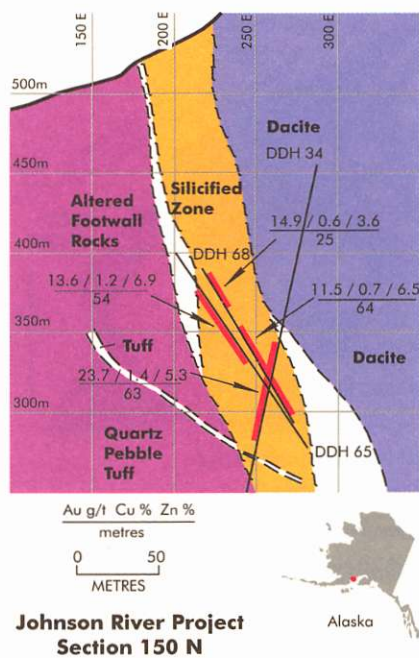 150 E
200 E
250 E
300 E
500m
450m
400m
350m
300m
Dacite
DDH 34
Silicified
Zone
Altered
Footwall
Rocks
14.9 / 0.6 / 3.6
25
DDH 68
13.6 / 1.2 / 6.9
54
11.5 / 0.7 / 6.5
64
Tuff
Dacite
23.7 / 1.4 / 5.3
63
Quartz
Pebble
Tuff
DDH 65
Au g/t Cu % Zn %
metres
0 50
METRES
Johnson River Project
Section 150 N
Alaska